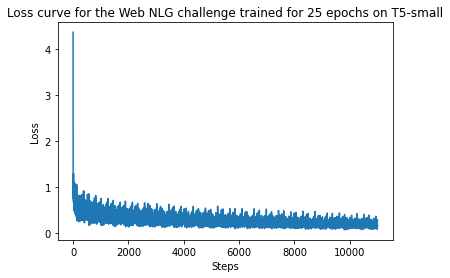 Loss curve for the Web NLG challenge trained for 25 epochs on T5-small
4
3
2
1
0
Loss
0 2000 4000 6000 8000 10000
Steps